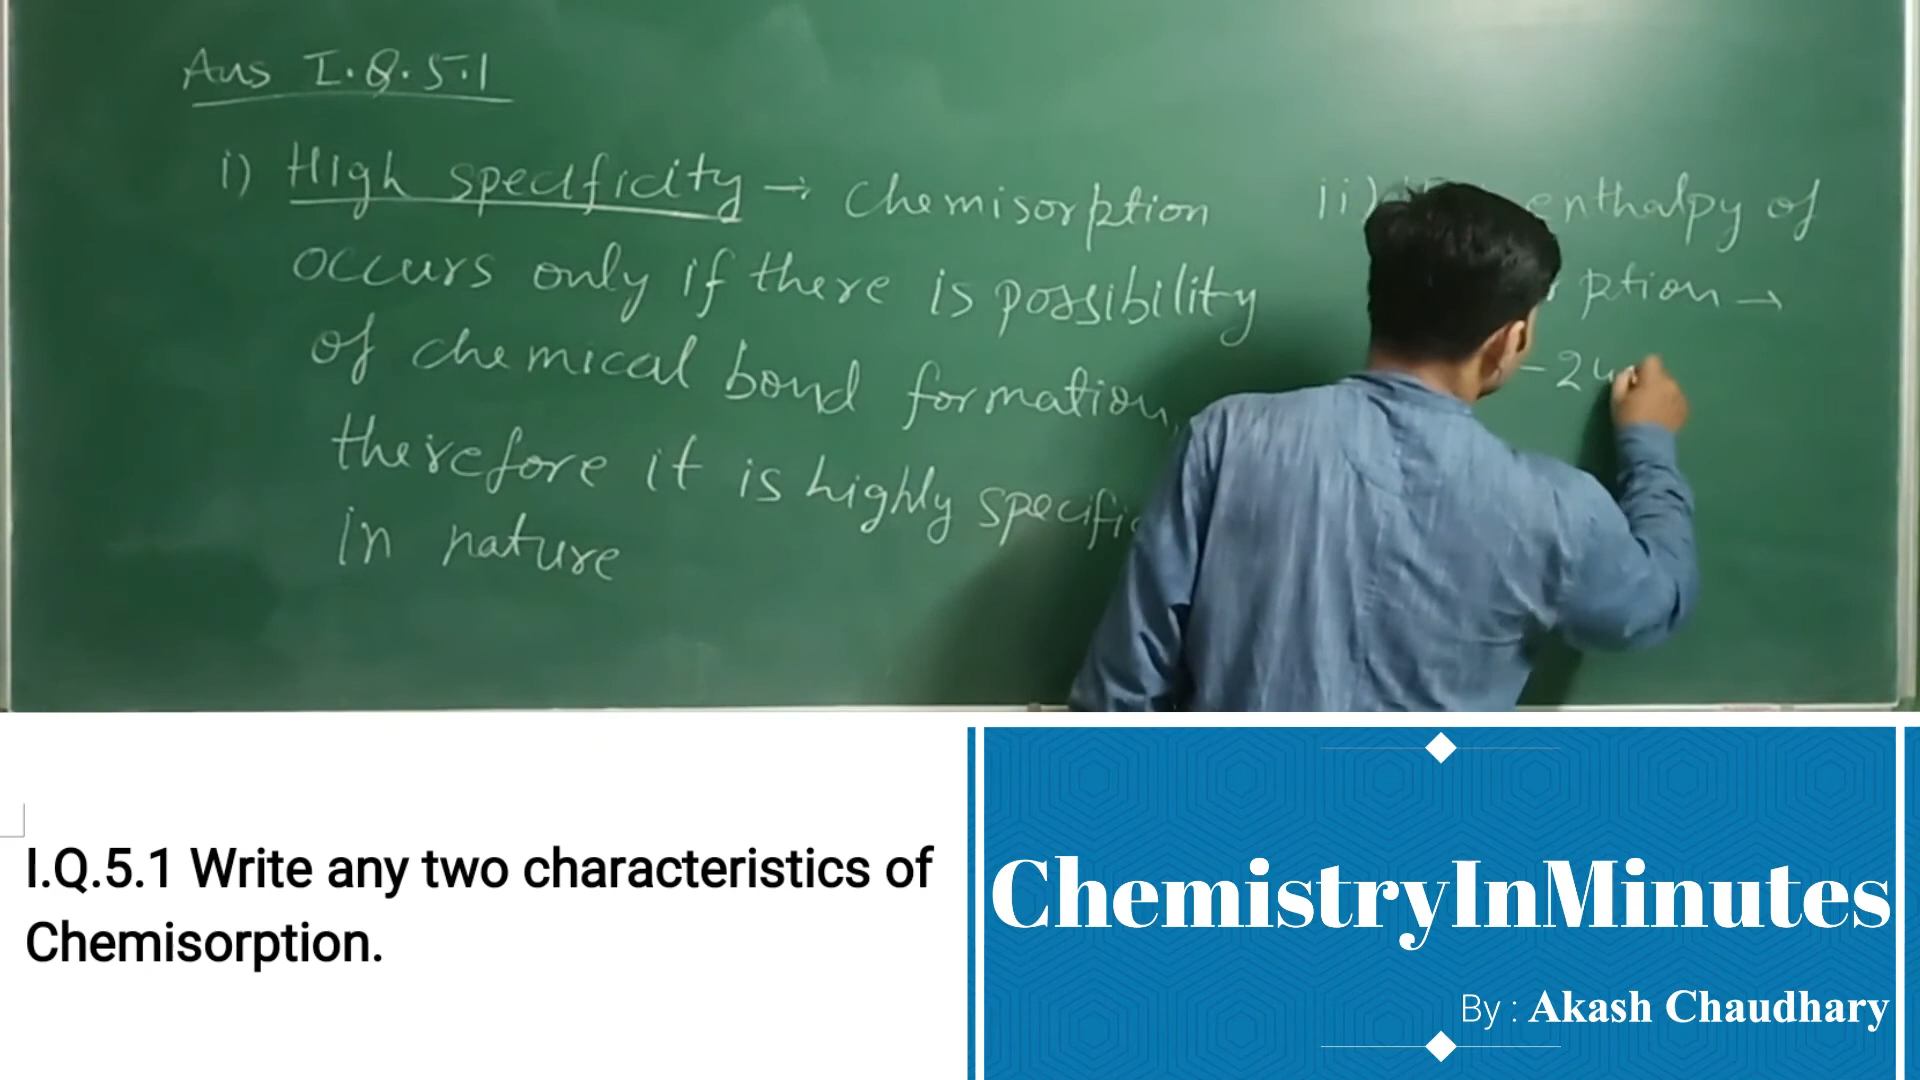 Ans I.Q.5.1
i) High specificity → Chemisorption
occurs only if there is possibility
of chemical bond formation,
therefore it is highly specific
in nature
ii) enthalpy of
ption →
-24
I.Q.5.1 Write any two characteristics of
Chemisorption.
ChemistryInMinutes
By : Akash Chaudhary